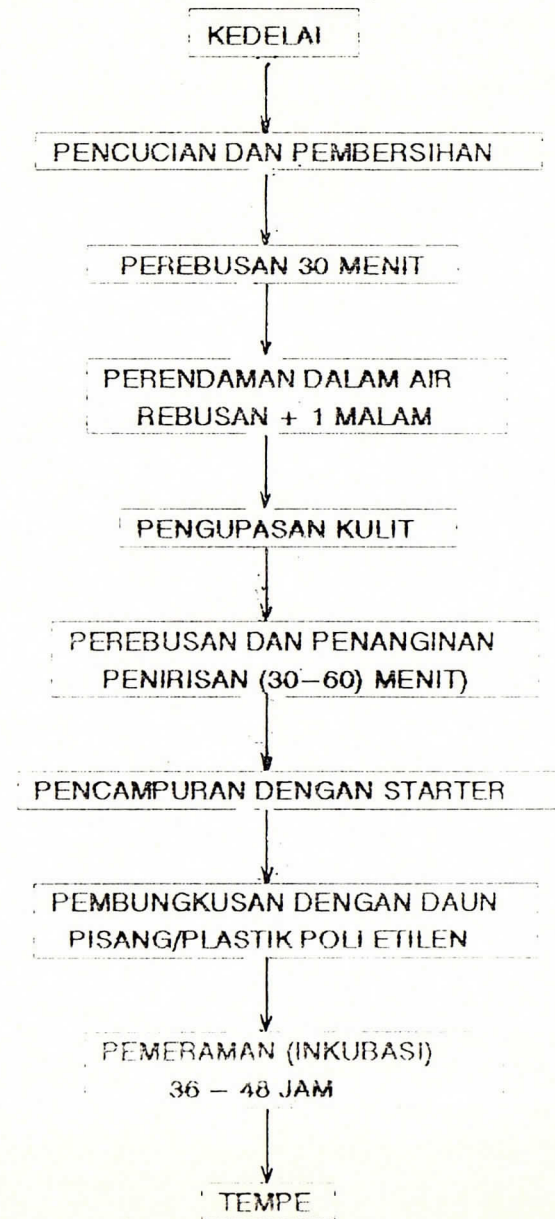 KEDELAI
PENCUCIAN DAN PEMBERSIHAN
PEREBUSAN 30 MENIT
PERENDAMAN DALAM AIR
REBUSAN + 1 MALAM
PENGUPASAN KULIT
PEREBUSAN DAN PENANGINAN
PENIRISAN (30-60) MENIT)
PENCAMPURAN DENGAN STARTER
PEMBUNGKUSAN DENGAN DAUN
PISANG/PLASTIK POLI ETILEN
PEMERAMAN (INKUBASI)
36 - 48 JAM
TEMPE